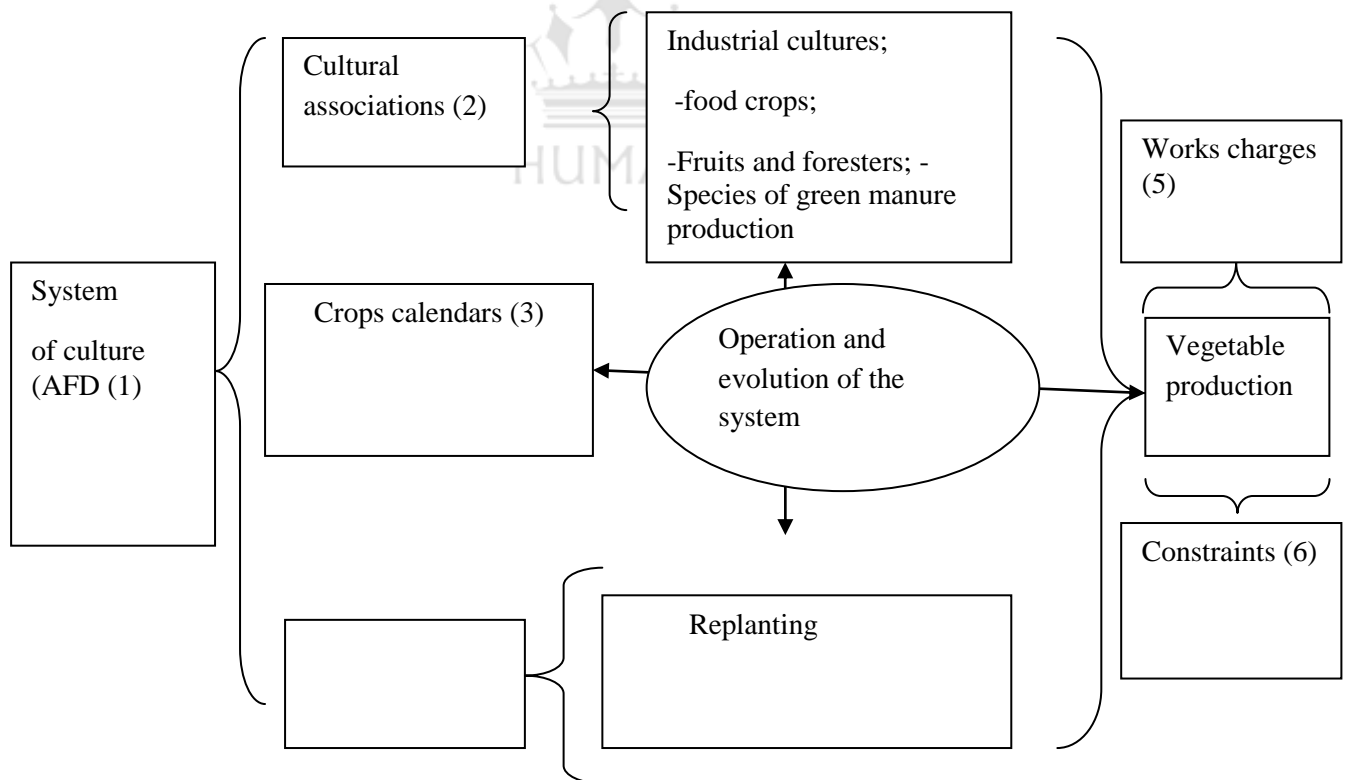 Industrial cultures;
Cultural
associations (2)
-food crops;
-Fruits and foresters; -
Species of green manure
production
Works charges
(5)
System
of culture
(AFD (1)
Crops calendars (3)
Operation and
evolution of the
system
Vegetable
production
Constraints (6)
Replanting